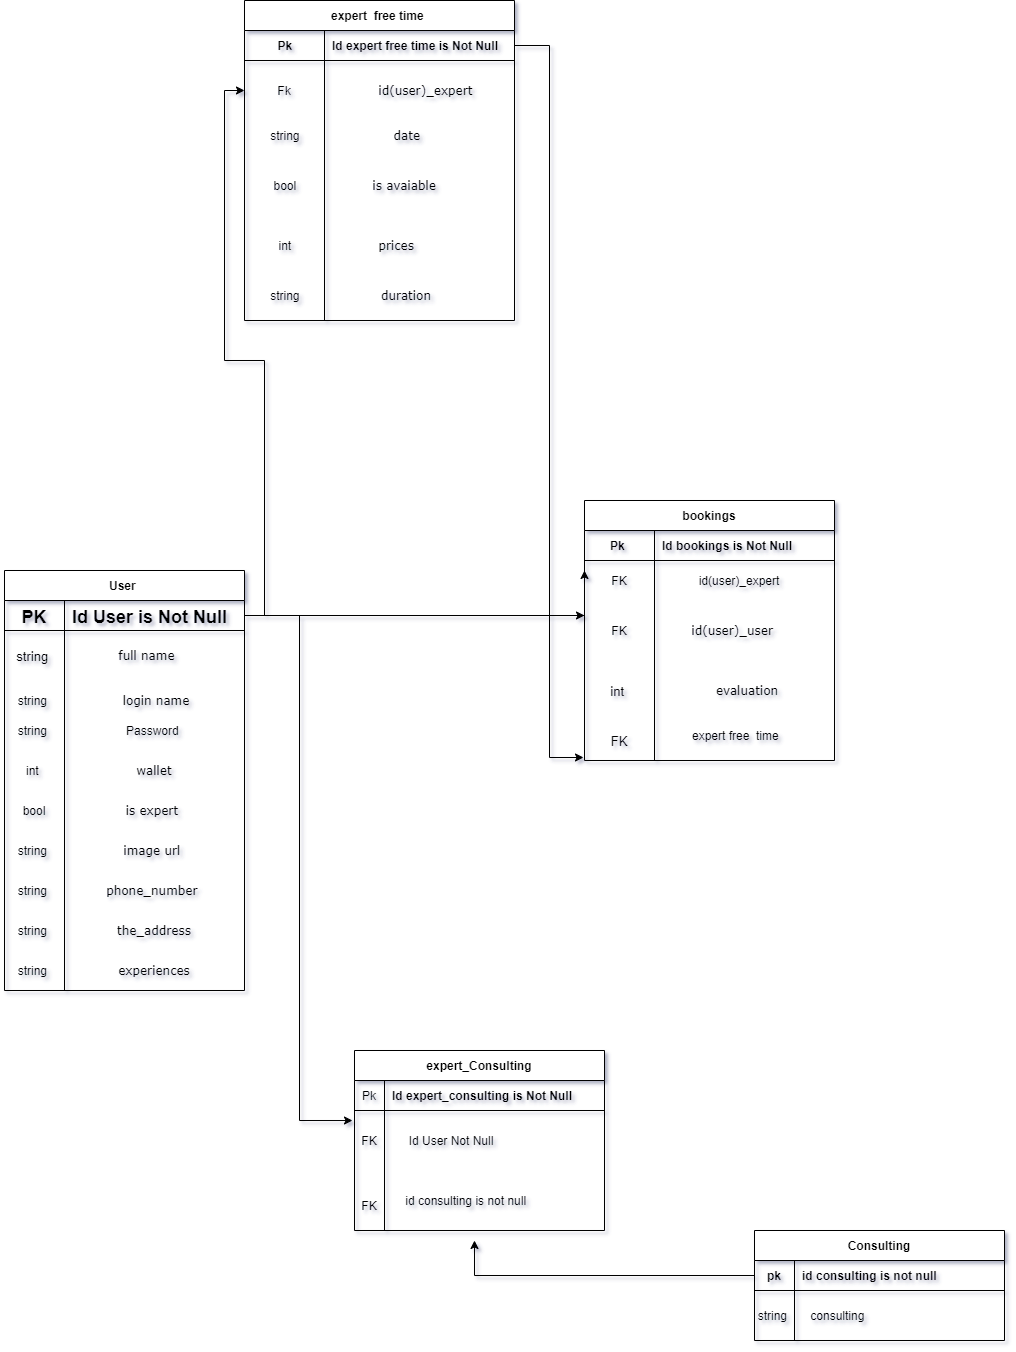 expert  free time
Pk Id expert free time is Not Null
Fk id(user)_expert
string date
bool is avaiable
int prices
string duration
bookings
Pk Id bookings is Not Null
FK id(user)_expert
FK id(user)_user
int evaluation
FK expert free  time
User
PK Id User is Not Null
string full name
string login name
string Password
int wallet
bool is expert
string image url
string phone_number
string the_address
string experiences
expert_Consulting
Pk Id expert_consulting is Not Null
FK Id User Not Null
FK id consulting is not null
Consulting
pk id consulting is not null
string consulting